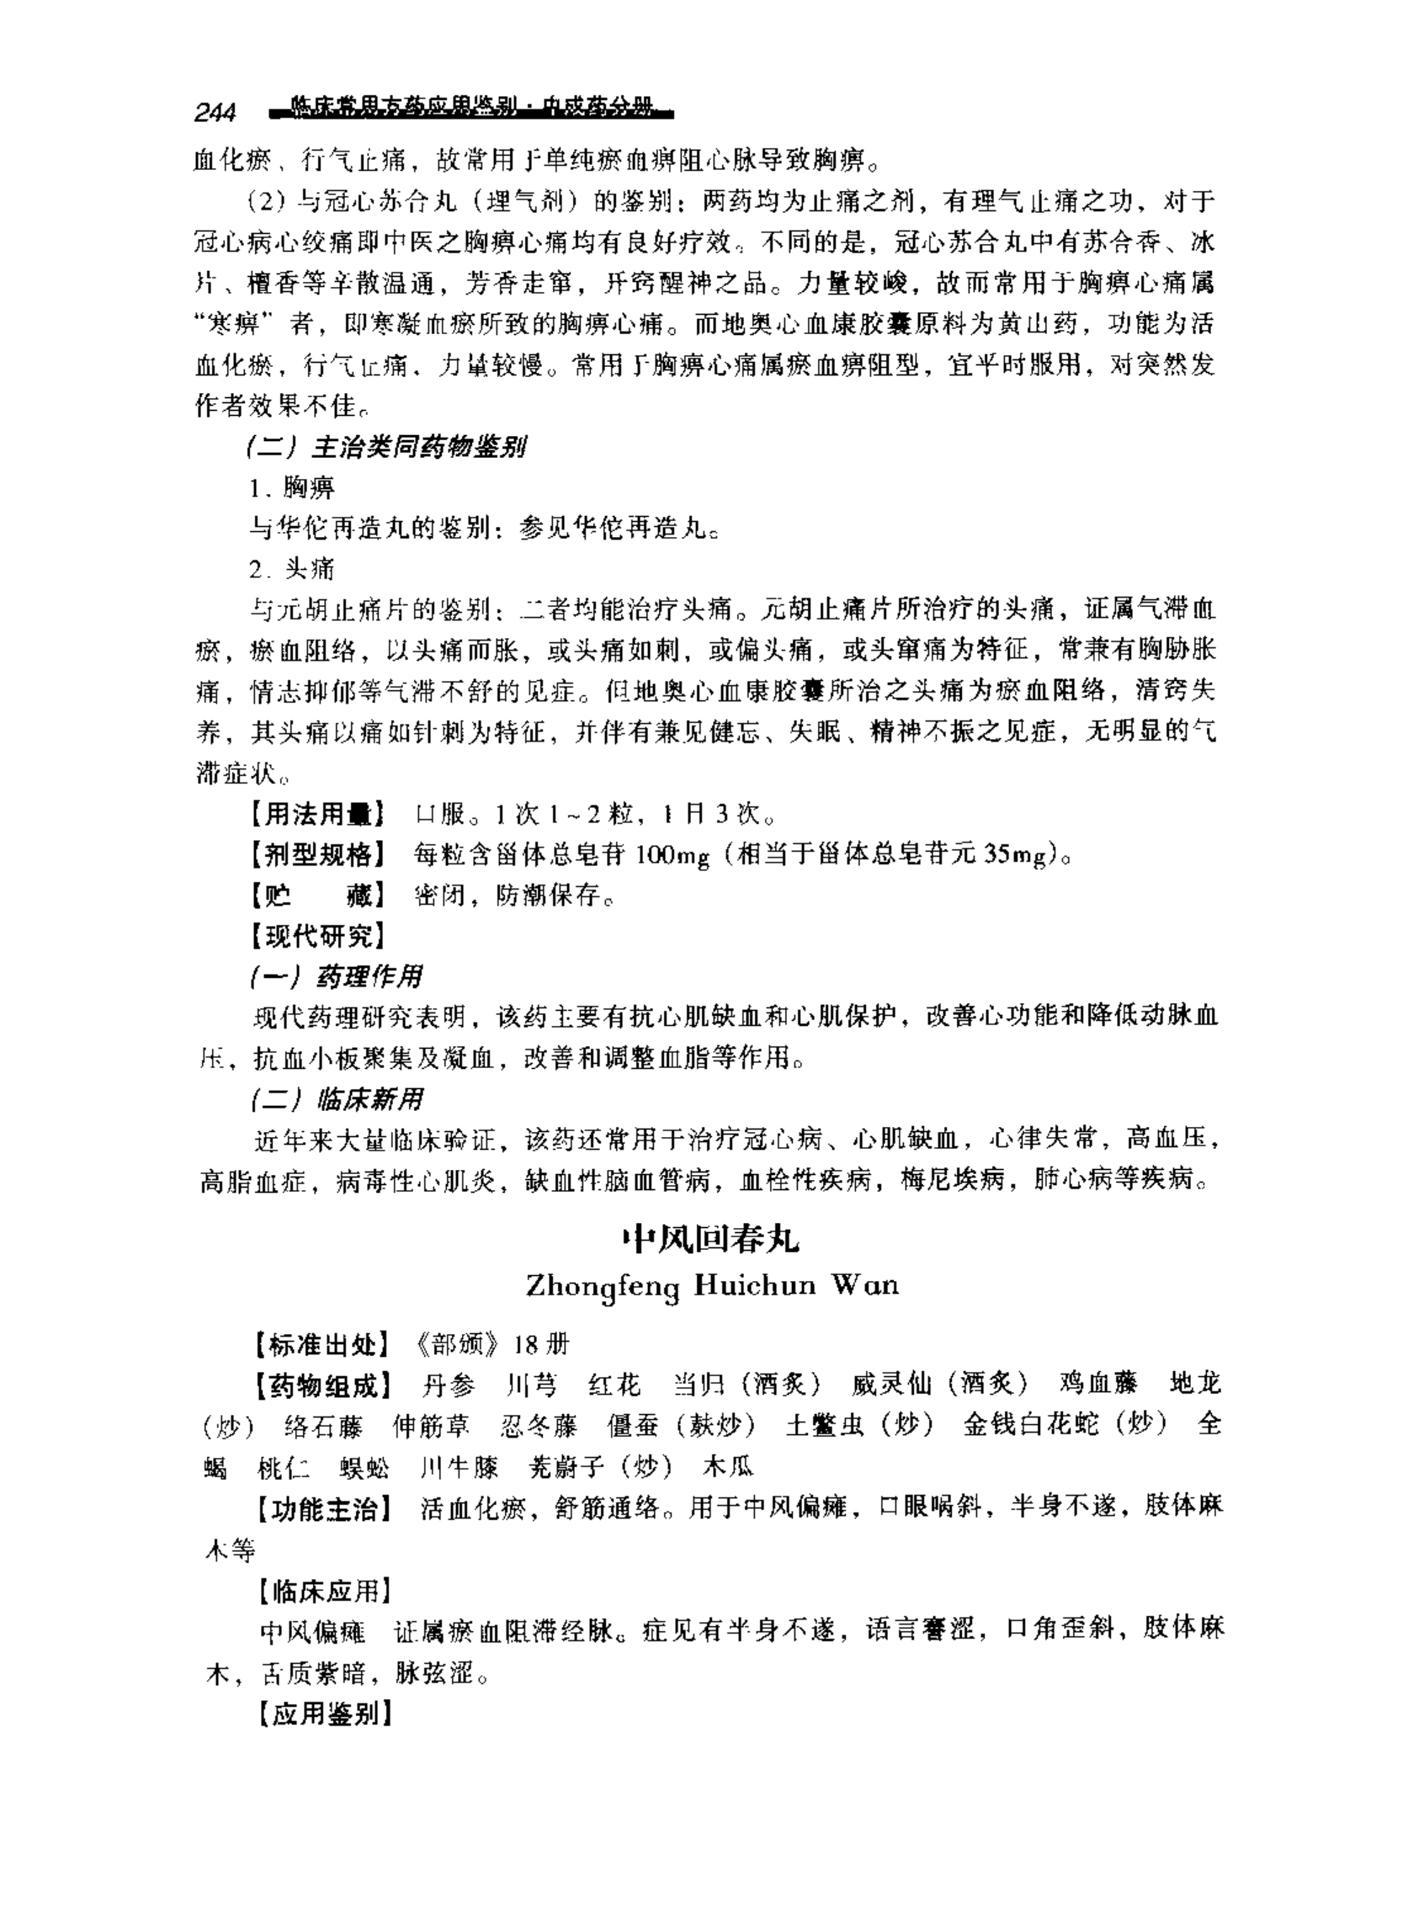 244 临床常用方药应用鉴别·中成药分册
血化瘀、行气止痛，故常用于单纯瘀血痹阻心脉导致胸痹。
（2）与冠心苏合丸（理气剂）的鉴别：两药均为止痛之剂，有理气止痛之功，对于
冠心病心绞痛即中医之胸痹心痛均有良好疗效。不同的是，冠心苏合丸中有苏合香、冰
片、檀香等辛散温通，芳香走窜，开窍醒神之品。力量较峻，故而常用于胸痹心痛属
“寒痹”者，即寒凝血瘀所致的胸痹心痛。而地奥心血康胶囊原料为黄山药，功能为活
血化瘀，行气止痛，力量较慢。常用于胸痹心痛属瘀血痹阻型，宜平时服用，对突然发
作者效果不佳。
（二）主治类同药物鉴别
1. 胸痹
与华佗再造丸的鉴别：参见华佗再造丸。
2. 头痛
与元胡止痛片的鉴别：二者均能治疗头痛。元胡止痛片所治疗的头痛，证属气滞血
瘀，瘀血阻络，以头痛而胀，或头痛如刺，或偏头痛，或头窜痛为特征，常兼有胸胁胀
痛，情志抑郁等气滞不舒的见症。但地奥心血康胶囊所治之头痛为瘀血阻络，清窍失
养，其头痛以痛如针刺为特征，并伴有兼见健忘、失眠、精神不振之见症，无明显的气
滞症状。
【用法用量】 口服。1次1~2粒，1日3次。
【剂型规格】 每粒含甾体总皂苷100mg（相当于甾体总皂苷元35mg）。
【贮　　藏】 密闭，防潮保存。
【现代研究】
（一）药理作用
现代药理研究表明，该药主要有抗心肌缺血和心肌保护，改善心功能和降低动脉血
压，抗血小板聚集及凝血，改善和调整血脂等作用。
（二）临床新用
近年来大量临床验证，该药还常用于治疗冠心病、心肌缺血，心律失常，高血压，
高脂血症，病毒性心肌炎，缺血性脑血管病，血栓性疾病，梅尼埃病，肺心病等疾病。
中风回春丸
Zhongfeng Huichun Wan
【标准出处】 《部颁》18册
【药物组成】 丹参 川芎 红花 当归（酒炙） 威灵仙（酒炙） 鸡血藤 地龙
（炒） 络石藤 伸筋草 忍冬藤 僵蚕（麸炒） 土鳖虫（炒） 金钱白花蛇（炒） 全
蝎 桃仁 蜈蚣 川牛膝 茺蔚子（炒） 木瓜
【功能主治】 活血化瘀，舒筋通络。用于中风偏瘫，口眼㖞斜，半身不遂，肢体麻
木等
【临床应用】
中风偏瘫 证属瘀血阻滞经脉。症见有半身不遂，语言謇涩，口角歪斜，肢体麻
木，舌质紫暗，脉弦涩。
【应用鉴别】